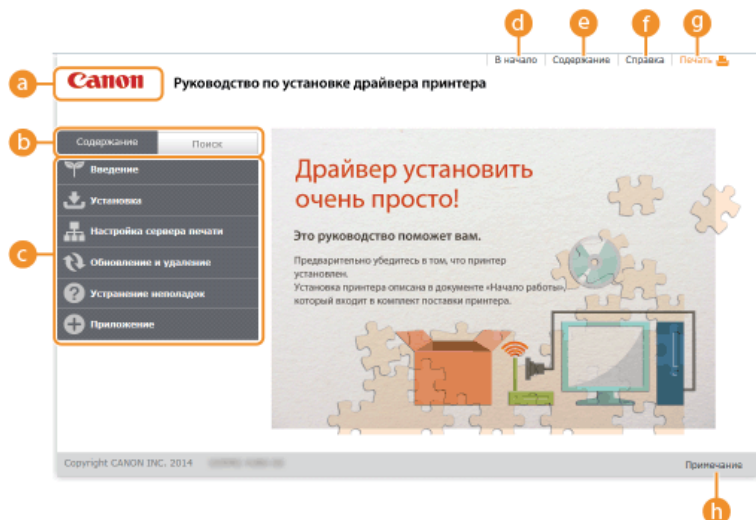 d e f g
В начало Содержание Справка Печать
a
Canon Руководство по установке драйвера принтера
b
Содержание Поиск
c
Введение
Установка
Настройка сервера печати
Обновление и удаление
Устранение неполадок
Приложение
Драйвер установить
очень просто!
Это руководство поможет вам.
Предварительно убедитесь в том, что принтер
установлен.
Установка принтера описана в документе «Начало работы»,
который входит в комплект поставки принтера.
Copyright CANON INC. 2014
Примечание
h